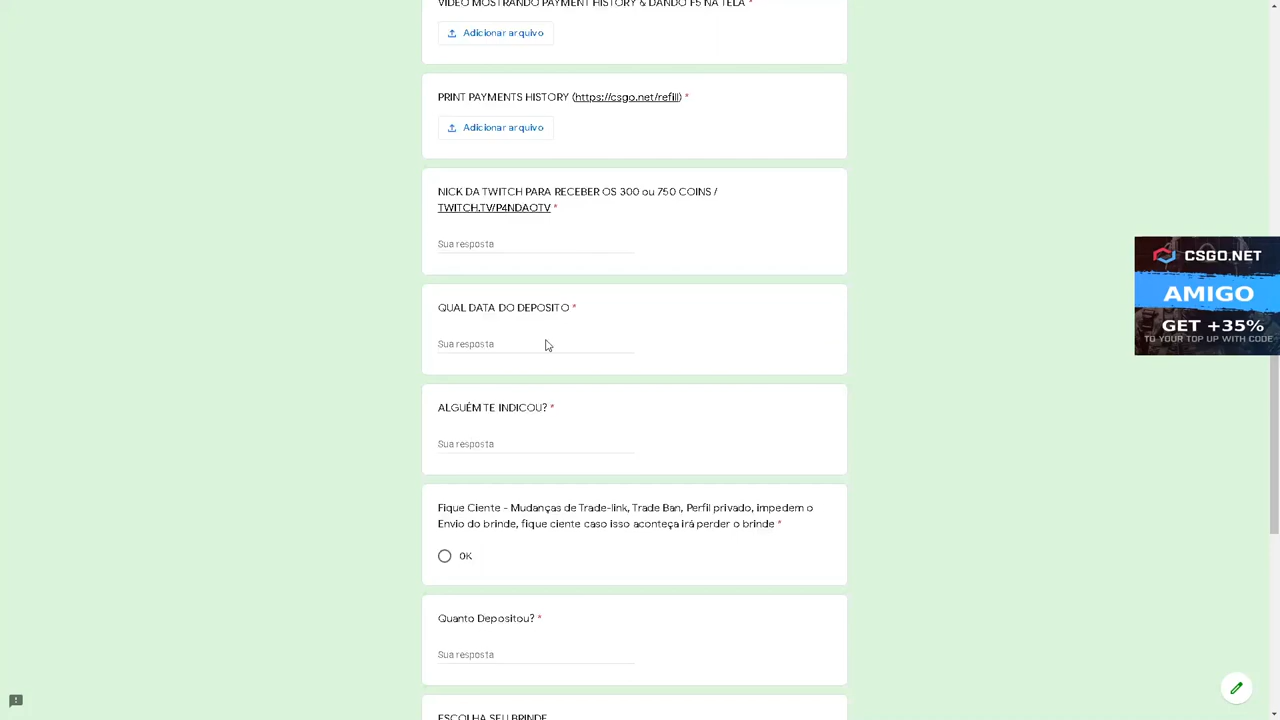 VIDEO MOSTRANDO PAYMENT HISTORY & DANDO F5 NA TELA *
Adicionar arquivo
PRINT PAYMENTS HISTORY (https://csgo.net/refill) *
Adicionar arquivo
NICK DA TWITCH PARA RECEBER OS 300 ou 750 COINS /
TWITCH.TV/P4NDAOTV *
Sua resposta
QUAL DATA DO DEPOSITO *
Sua resposta
ALGUÉM TE INDICOU? *
Sua resposta
Fique Ciente - Mudanças de Trade-link, Trade Ban, Perfil privado, impedem o
Envio do brinde, fique ciente caso isso aconteça irá perder o brinde *
OK
Quanto Depositou? *
Sua resposta
ESCOLHA SEU BRINDE
CSGO.NET
AMIGO
GET +35%
TO YOUR TOP UP WITH CODE